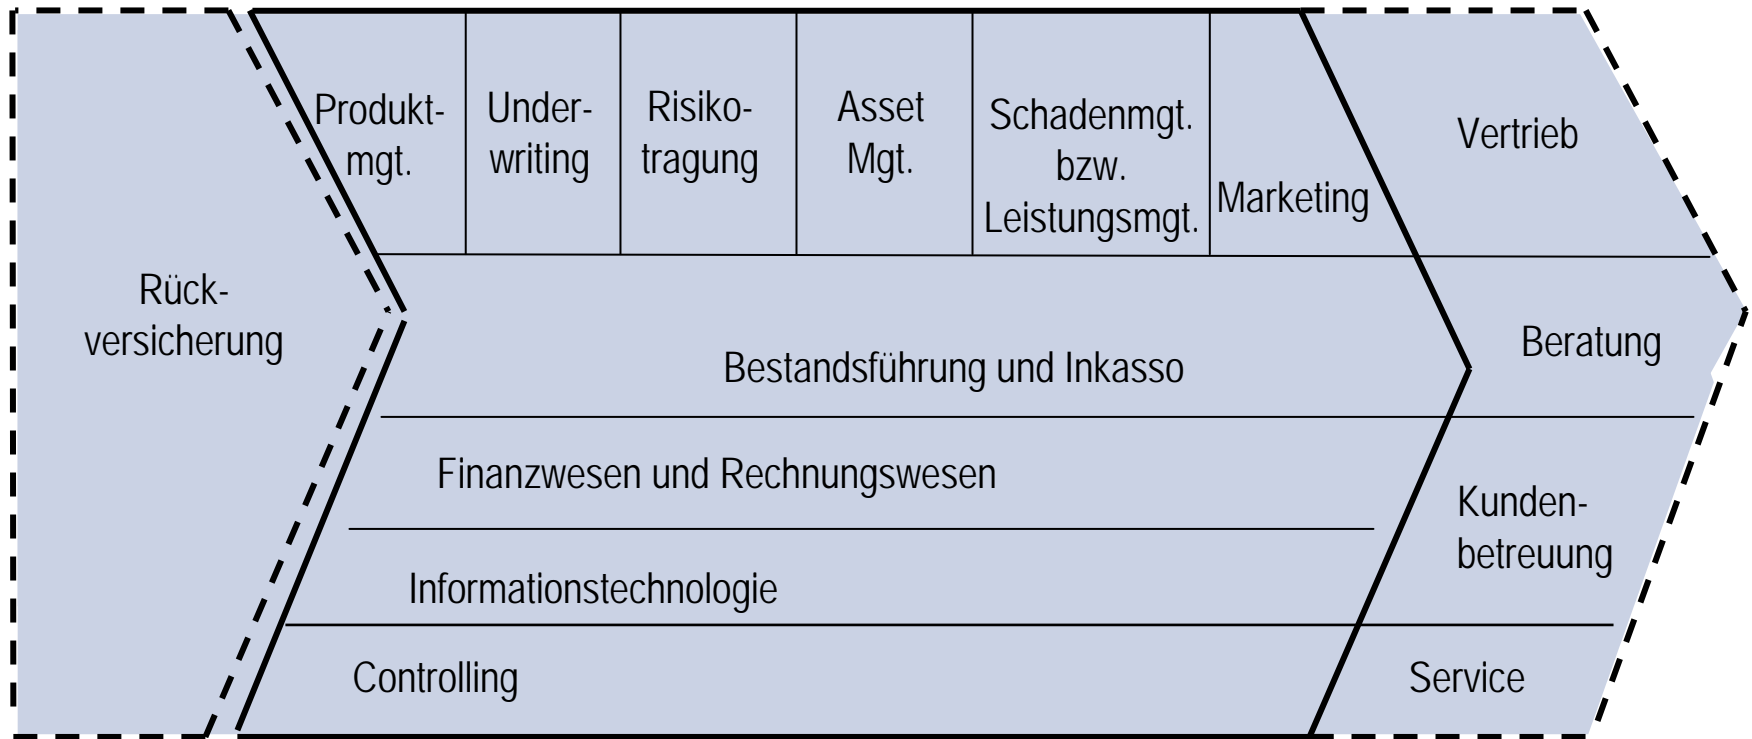 Produkt-
mgt.
Under-
writing
Risiko-
tragung
Asset
Mgt.
Schadenmgt.
bzw.
Leistungsmgt.
Marketing
Vertrieb
Rück-
versicherung
Bestandsführung und Inkasso
Beratung
Finanzwesen und Rechnungswesen
Kunden-
betreuung
Informationstechnologie
Controlling
Service